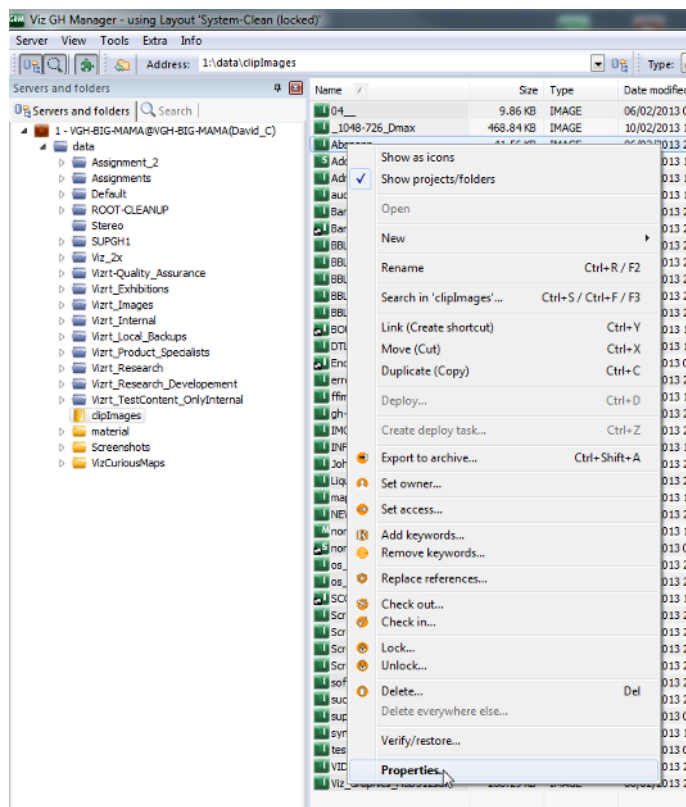 Viz GH Manager - using Layout 'System-Clean (locked)'
Server View Tools Extra Info
Address: 1:\data\clipImages
Type:
Servers and folders
Servers and folders Search
1 - VGH-BIG-MAMA@VGH-BIG-MAMA(David_C)
data
Assignment_2
Assignments
Default
ROOT-CLEANUP
Stereo
SUPGH1
Viz_2x
Vizrt-Quality_Assurance
Vizrt_Exhibitions
Vizrt_Images
Vizrt_Internal
Vizrt_Local_Backups
Vizrt_Product_Specialists
Vizrt_Research
Vizrt_Research_Developement
Vizrt_TestContent_OnlyInternal
clipImages
material
Screenshots
VizCuriousMaps
Name Size Type Date modified
04__ 9.86 KB IMAGE 06/02/2013
_1048-726_Dmax 468.84 KB IMAGE 10/02/2013
Show as icons
Show projects/folders
Open
New
Rename Ctrl+R / F2
Search in 'clipImages'... Ctrl+S / Ctrl+F / F3
Link (Create shortcut) Ctrl+Y
Move (Cut) Ctrl+X
Duplicate (Copy) Ctrl+C
Deploy... Ctrl+D
Create deploy task... Ctrl+Z
Export to archive... Ctrl+Shift+A
Set owner...
Set access...
Add keywords...
Remove keywords...
Replace references...
Check out...
Check in...
Lock...
Unlock...
Delete... Del
Delete everywhere else...
Verify/restore...
Properties...